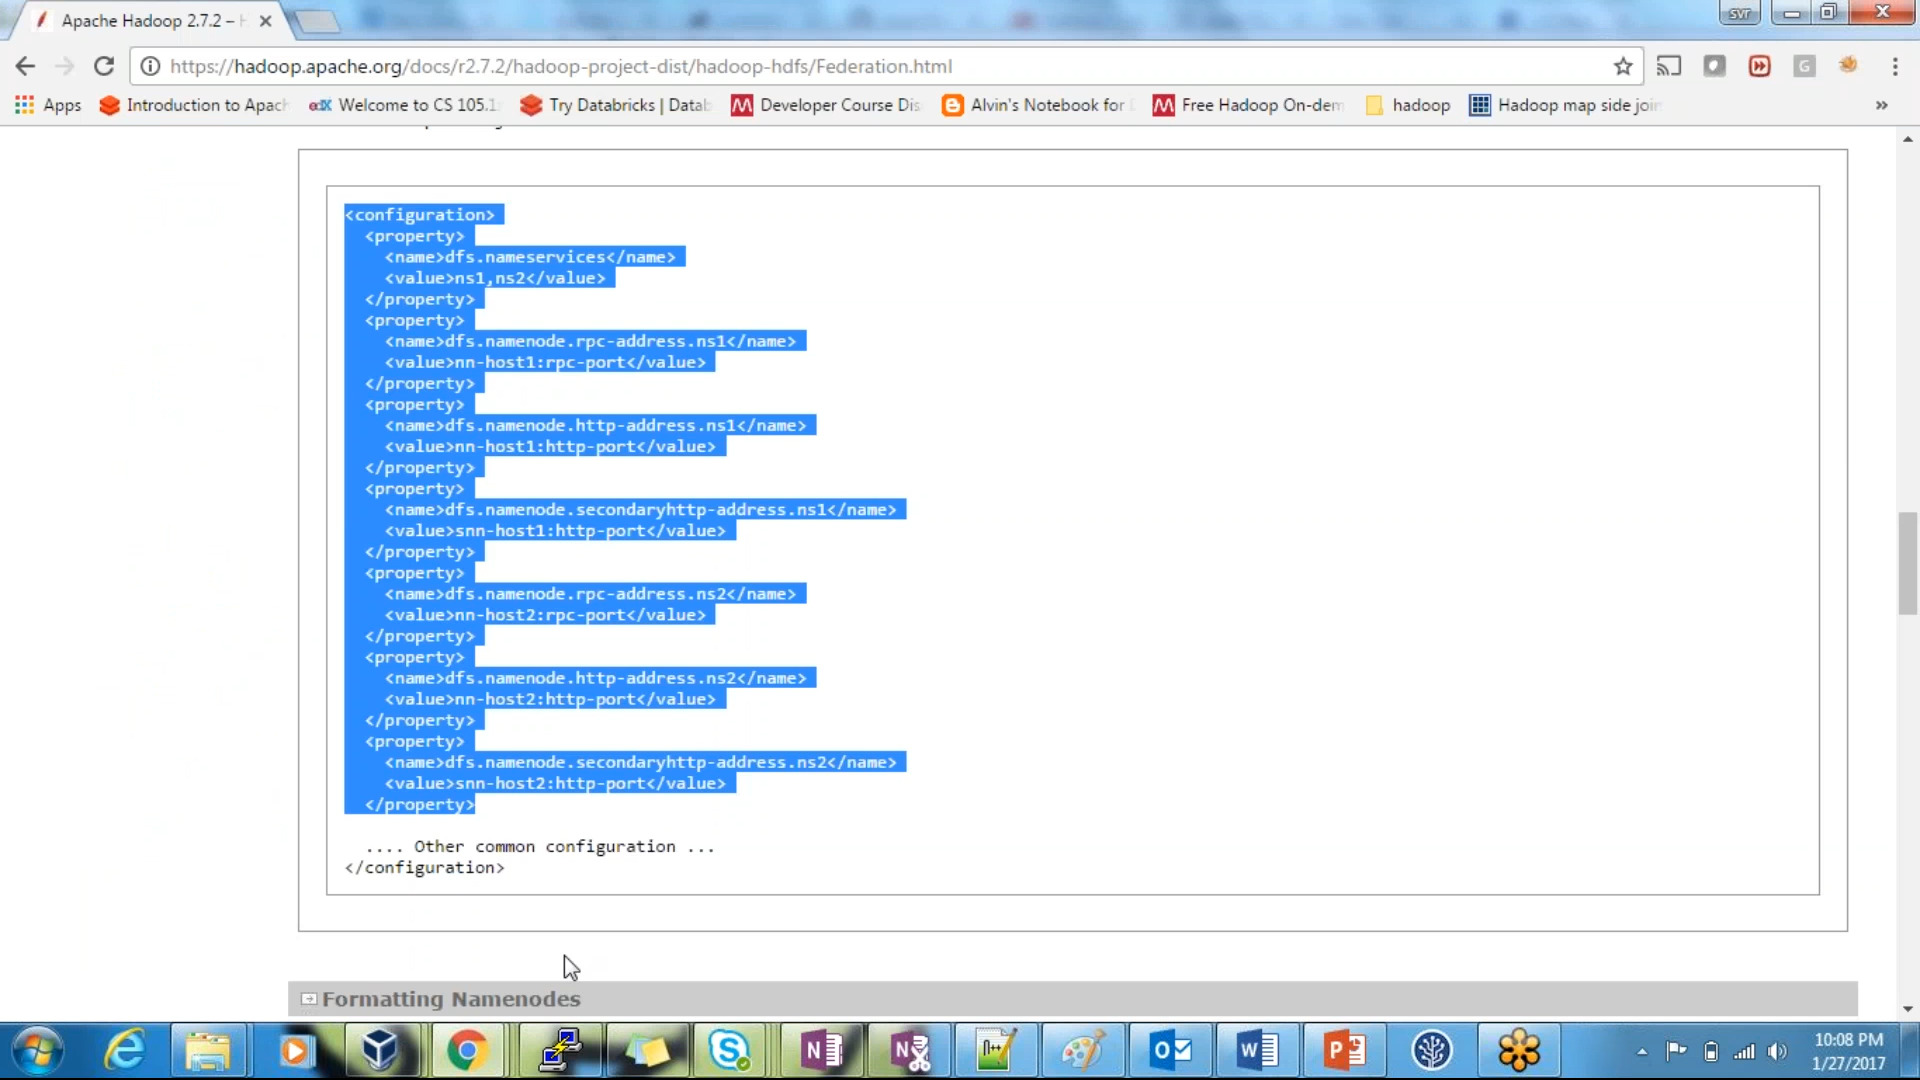 Apache Hadoop 2.7.2 – H
svr
https://hadoop.apache.org/docs/r2.7.2/hadoop-project-dist/hadoop-hdfs/Federation.html
Apps Introduction to Apach Welcome to CS 105.1 Try Databricks | Datab Developer Course Dis Alvin's Notebook for Free Hadoop On-dem hadoop Hadoop map side join »
<configuration>
<property>
<name>dfs.nameservices</name>
<value>ns1,ns2</value>
</property>
<property>
<name>dfs.namenode.rpc-address.ns1</name>
<value>nn-host1:rpc-port</value>
</property>
<property>
<name>dfs.namenode.http-address.ns1</name>
<value>nn-host1:http-port</value>
</property>
<property>
<name>dfs.namenode.secondaryhttp-address.ns1</name>
<value>snn-host1:http-port</value>
</property>
<property>
<name>dfs.namenode.rpc-address.ns2</name>
<value>nn-host2:rpc-port</value>
</property>
<property>
<name>dfs.namenode.http-address.ns2</name>
<value>nn-host2:http-port</value>
</property>
<property>
<name>dfs.namenode.secondaryhttp-address.ns2</name>
<value>snn-host2:http-port</value>
</property>
.... Other common configuration ...
</configuration>
Formatting Namenodes
10:08 PM
1/27/2017